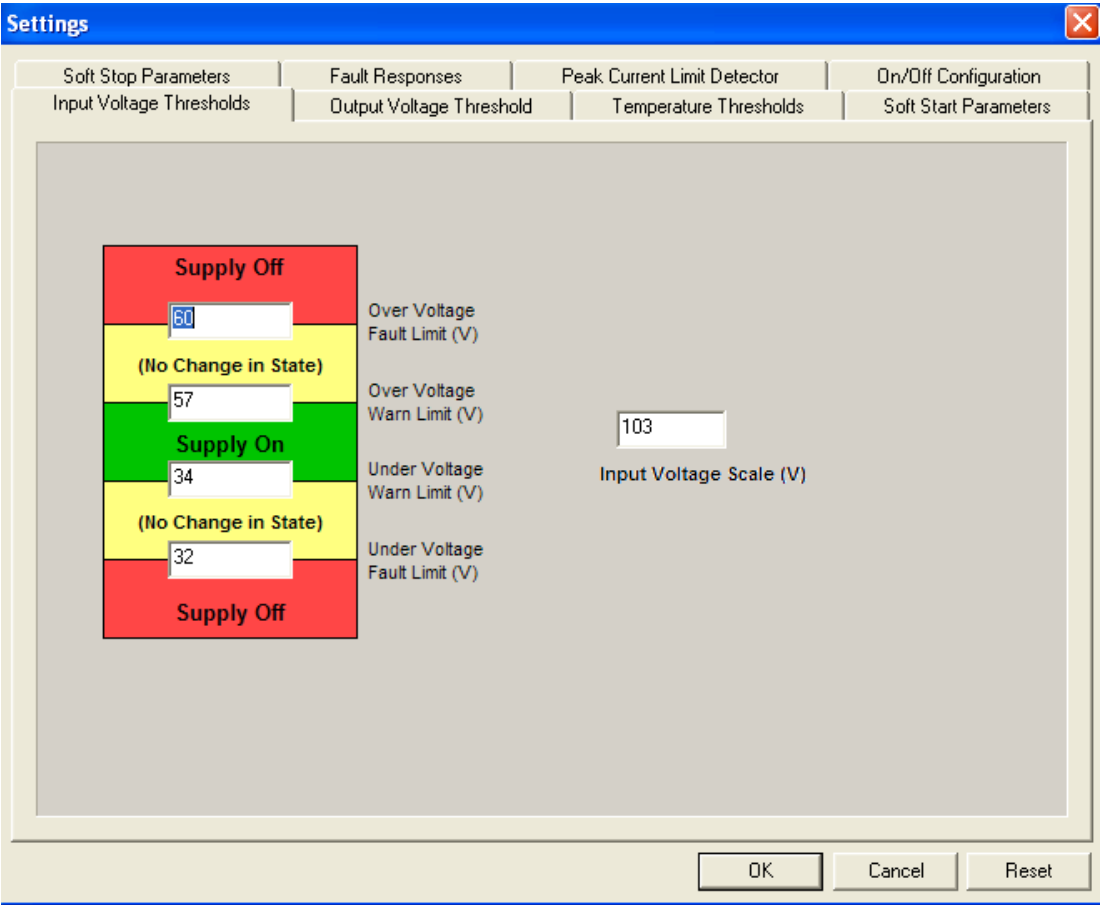 Settings
Soft Stop Parameters
Fault Responses
Peak Current Limit Detector
On/Off Configuration
Input Voltage Thresholds
Output Voltage Threshold
Temperature Thresholds
Soft Start Parameters
Supply Off
60
Over Voltage
Fault Limit (V)
(No Change in State)
57
Over Voltage
Warn Limit (V)
Supply On
34
Under Voltage
Warn Limit (V)
(No Change in State)
32
Under Voltage
Fault Limit (V)
Supply Off
103
Input Voltage Scale (V)
OK
Cancel
Reset